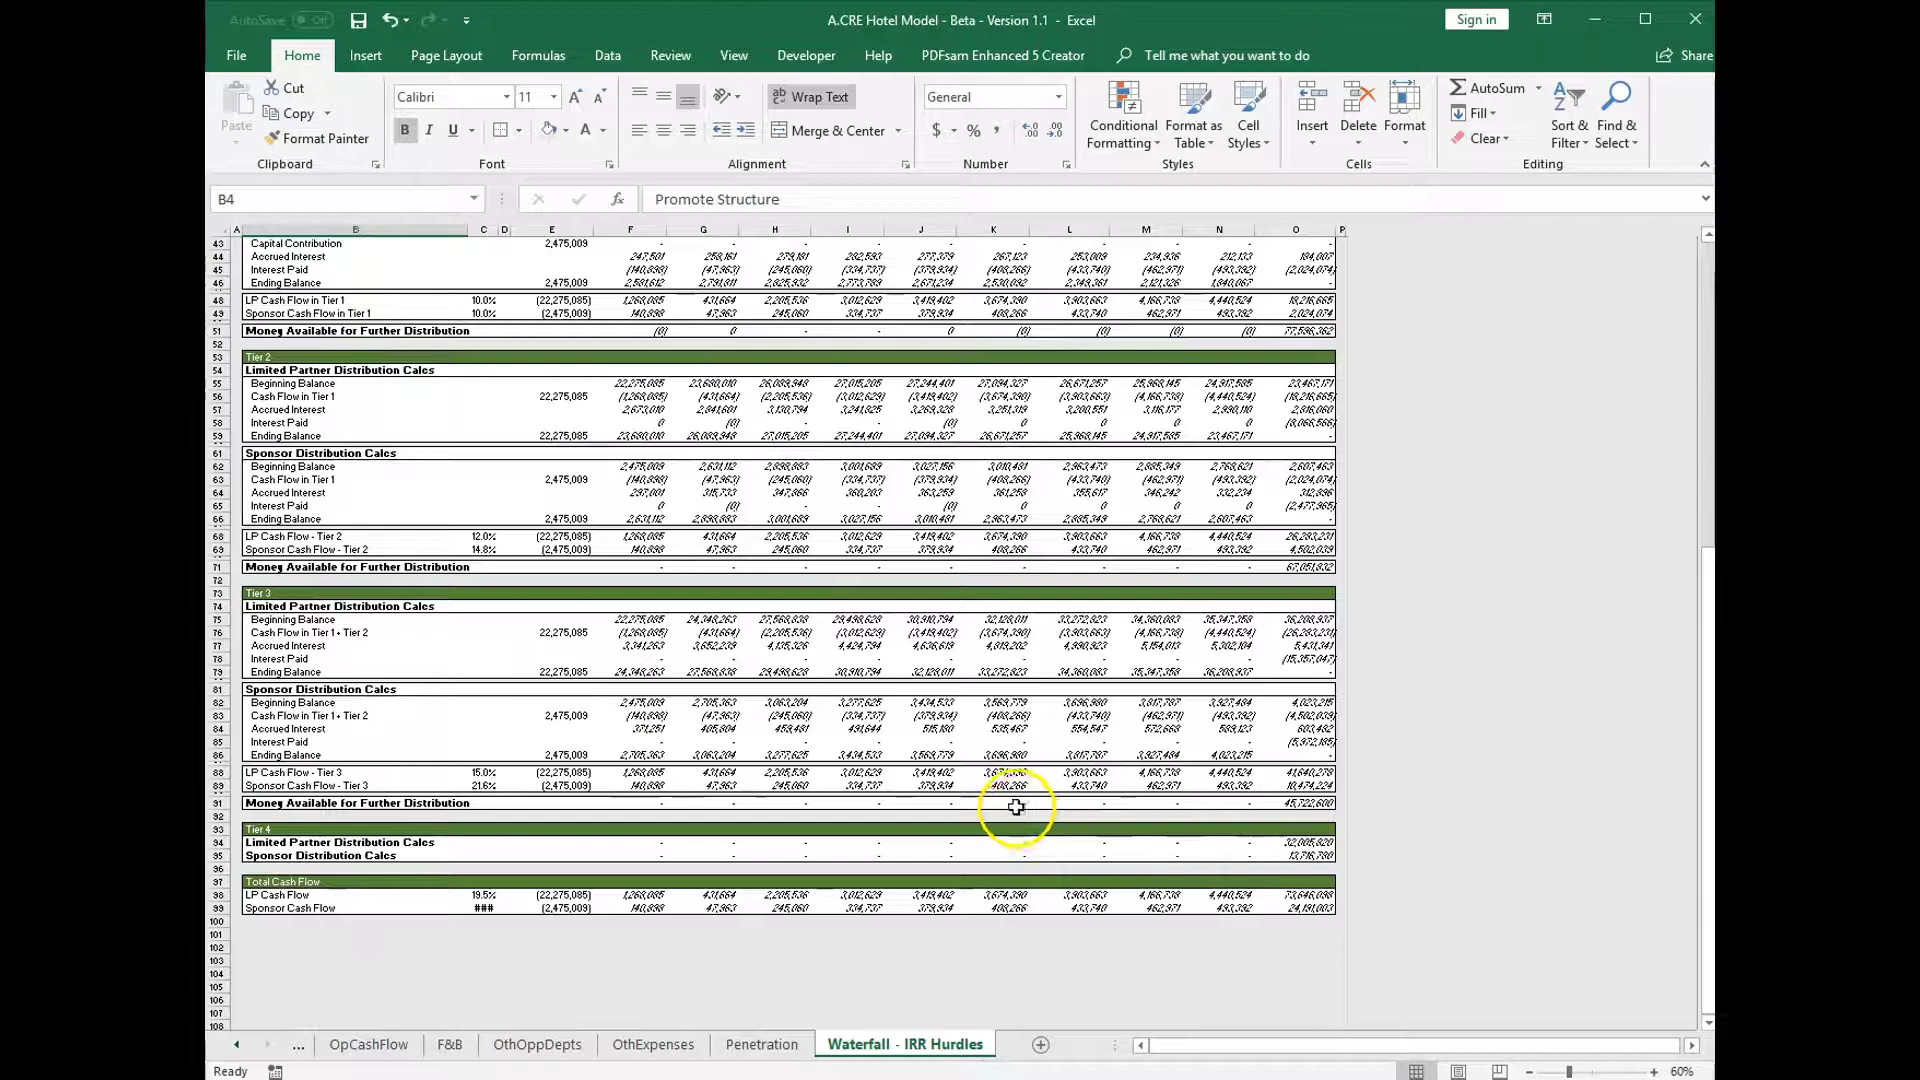 AutoSave Off A.CRE Hotel Model - Beta - Version 1.1 - Excel Sign in
File Home Insert Page Layout Formulas Data Review View Developer Help PDFsam Enhanced 5 Creator Tell me what you want to do Share
Paste Cut Copy Format Painter
Calibri 11 B I U A
Wrap Text
Merge & Center
General
$ % ,
Conditional Formatting Format as Table Cell Styles
Insert Delete Format
AutoSum Fill Clear
Sort & Filter Find & Select
Clipboard Font Alignment Number Styles Cells Editing
B4 fx Promote Structure
A B C D E F G H I J K L M N O P
43 Capital Contribution 2,475,009 - - - - - - - - - -
44 Accrued Interest 247,501 258,161 279,181 282,593 277,379 267,123 253,009 234,936 212,133 184,007
45 Interest Paid (140,898) (47,963) (245,060) (334,737) (379,934) (408,266) (433,740) (462,971) (493,392) (2,024,074)
46 Ending Balance 2,475,009 2,581,612 2,791,811 2,825,932 2,773,789 2,671,234 2,530,092 2,349,361 2,121,326 1,840,067 -
48 LP Cash Flow in Tier 1 10.0% (22,275,085) 1,268,085 431,664 2,205,536 3,012,629 3,419,402 3,674,390 3,903,663 4,166,738 4,440,524 18,216,665
49 Sponsor Cash Flow in Tier 1 10.0% (2,475,009) 140,898 47,963 245,060 334,737 379,934 408,266 433,740 462,971 493,392 2,024,074
51 Money Available for Further Distribution (0) 0 - - 0 (0) (0) (0) (0) 77,596,362
52
53 Tier 2
54 Limited Partner Distribution Calcs
55 Beginning Balance 22,275,085 23,680,010 26,089,948 27,015,205 27,244,401 27,094,327 26,671,257 25,968,145 24,917,585 23,467,171
56 Cash Flow in Tier 1 22,275,085 (1,268,085) (431,664) (2,205,536) (3,012,629) (3,419,402) (3,674,390) (3,903,663) (4,166,738) (4,440,524) (18,216,665)
57 Accrued Interest 2,673,010 2,841,601 3,130,794 3,241,825 3,269,328 3,251,319 3,200,551 3,116,177 2,990,110 2,816,060
58 Interest Paid 0 (0) - - (0) 0 0 0 0 (8,066,566)
59 Ending Balance 22,275,085 23,680,010 26,089,948 27,015,205 27,244,401 27,094,327 26,671,257 25,968,145 24,917,585 23,467,171 -
61 Sponsor Distribution Calcs
62 Beginning Balance 2,475,009 2,631,112 2,898,883 3,001,689 3,027,156 3,010,481 2,963,473 2,885,349 2,768,621 2,607,463
63 Cash Flow in Tier 1 2,475,009 (140,898) (47,963) (245,060) (334,737) (379,934) (408,266) (433,740) (462,971) (493,392) (2,024,074)
64 Accrued Interest 297,001 315,733 347,866 360,203 363,259 361,258 355,617 346,242 332,234 312,896
65 Interest Paid 0 (0) - - (0) 0 0 0 0 (2,477,965)
66 Ending Balance 2,475,009 2,631,112 2,898,883 3,001,689 3,027,156 3,010,481 2,963,473 2,885,349 2,768,621 2,607,463 -
68 LP Cash Flow - Tier 2 12.0% (22,275,085) 1,268,085 431,664 2,205,536 3,012,629 3,419,402 3,674,390 3,903,663 4,166,738 4,440,524 26,283,231
69 Sponsor Cash Flow - Tier 2 14.8% (2,475,009) 140,898 47,963 245,060 334,737 379,934 408,266 433,740 462,971 493,392 4,502,039
71 Money Available for Further Distribution - - - - - - - - - 67,051,832
72
73 Tier 3
74 Limited Partner Distribution Calcs
75 Beginning Balance 22,275,085 24,348,263 27,568,838 29,498,628 30,910,794 32,128,011 33,272,823 34,360,083 35,347,358 36,208,937
76 Cash Flow in Tier 1 + Tier 2 22,275,085 (1,268,085) (431,664) (2,205,536) (3,012,629) (3,419,402) (3,674,390) (3,903,663) (4,166,738) (4,440,524) (26,283,231)
77 Accrued Interest 3,341,263 3,652,239 4,135,326 4,424,794 4,636,619 4,819,202 4,990,923 5,154,013 5,302,104 5,431,341
78 Interest Paid - - - - - - - - - (15,357,047)
79 Ending Balance 22,275,085 24,348,263 27,568,838 29,498,628 30,910,794 32,128,011 33,272,823 34,360,083 35,347,358 36,208,937 -
81 Sponsor Distribution Calcs
82 Beginning Balance 2,475,009 2,705,363 3,063,204 3,277,625 3,434,533 3,569,779 3,696,980 3,817,787 3,927,484 4,023,215
83 Cash Flow in Tier 1 + Tier 2 2,475,009 (140,898) (47,963) (245,060) (334,737) (379,934) (408,266) (433,740) (462,971) (493,392) (4,502,039)
84 Accrued Interest 371,251 405,804 459,481 491,644 515,180 535,467 554,547 572,668 589,123 603,482
85 Interest Paid - - - - - - - - - (5,972,185)
86 Ending Balance 2,475,009 2,705,363 3,063,204 3,277,625 3,434,533 3,569,779 3,696,980 3,817,787 3,927,484 4,023,215 -
88 LP Cash Flow - Tier 3 15.0% (22,275,085) 1,268,085 431,664 2,205,536 3,012,629 3,419,402 3,674,390 3,903,663 4,166,738 4,440,524 41,640,278
89 Sponsor Cash Flow - Tier 3 21.6% (2,475,009) 140,898 47,963 245,060 334,737 379,934 408,266 433,740 462,971 493,392 10,474,224
91 Money Available for Further Distribution - - - - - - - - - 45,722,600
92
93 Tier 4
94 Limited Partner Distribution Calcs - - - - - - - - - 32,005,820
95 Sponsor Distribution Calcs - - - - - - - - - 13,716,780
96
97 Total Cash Flow
98 LP Cash Flow 19.5% (22,275,085) 1,268,085 431,664 2,205,536 3,012,629 3,419,402 3,674,390 3,903,663 4,166,738 4,440,524 73,646,098
99 Sponsor Cash Flow ### (2,475,009) 140,898 47,963 245,060 334,737 379,934 408,266 433,740 462,971 493,392 24,191,003
100
101
102
103
104
105
106
107
108
... OpCashFlow F&B OthOppDepts OthExpenses Penetration Waterfall - IRR Hurdles
Ready 60%